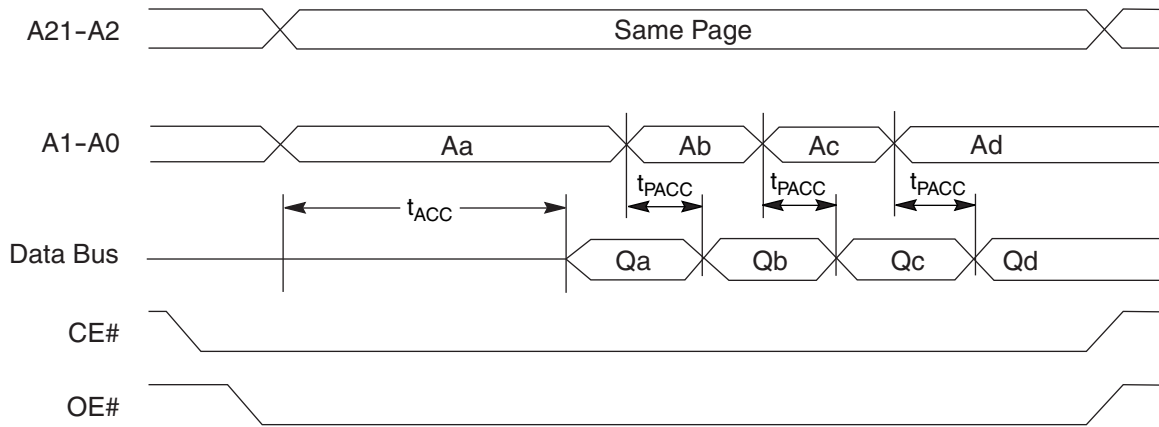 A21-A2
Same Page
A1-A0
Aa
Ab
Ac
Ad
tACC
tPACC
tPACC
tPACC
Data Bus
Qa
Qb
Qc
Qd
CE#
OE#